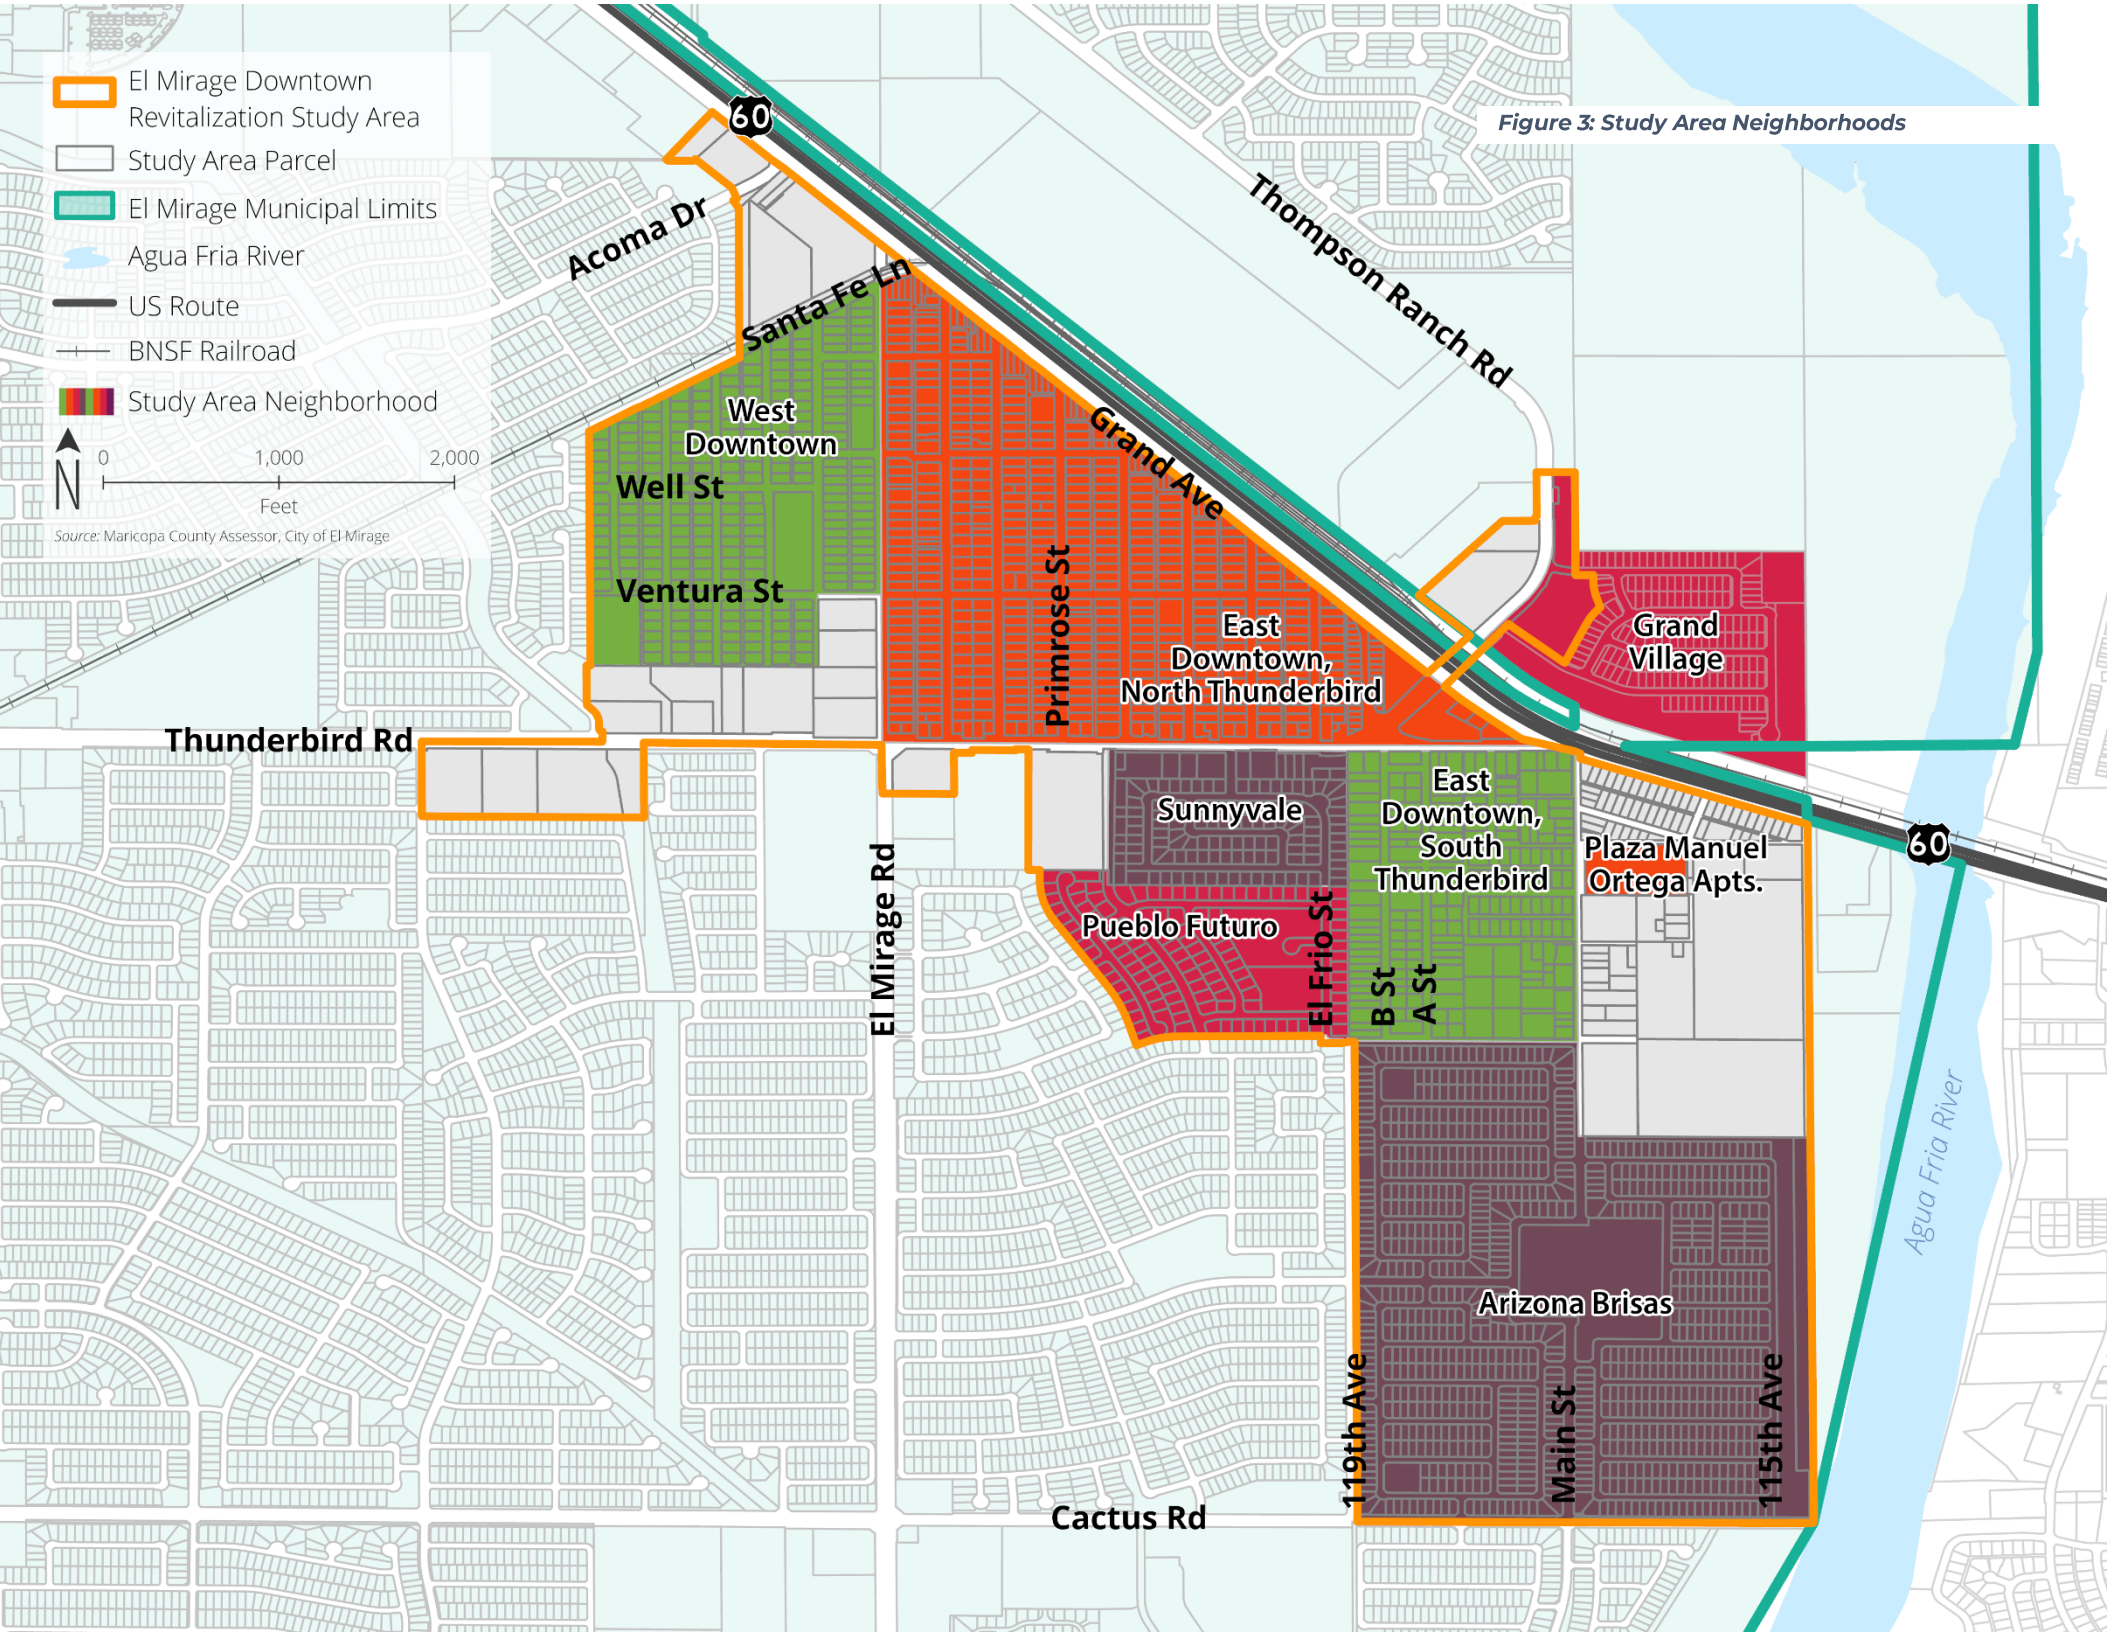 El Mirage Downtown
Revitalization Study Area
Study Area Parcel
El Mirage Municipal Limits
Agua Fria River
US Route
BNSF Railroad
Study Area Neighborhood
N
0 1,000 2,000
Feet
Source: Maricopa County Assessor, City of El Mirage
60
Figure 3: Study Area Neighborhoods
Acoma Dr
Thompson Ranch Rd
Santa Fe Ln
West
Downtown
Grand Ave
Well St
Ventura St
Primrose St
East
Downtown,
North Thunderbird
Grand
Village
Thunderbird Rd
Sunnyvale
East
Downtown,
South
Thunderbird
Plaza Manuel
Ortega Apts.
60
El Mirage Rd
Pueblo Futuro
El Frio St
B St
A St
Agua Fria River
Arizona Brisas
119th Ave
Main St
115th Ave
Cactus Rd